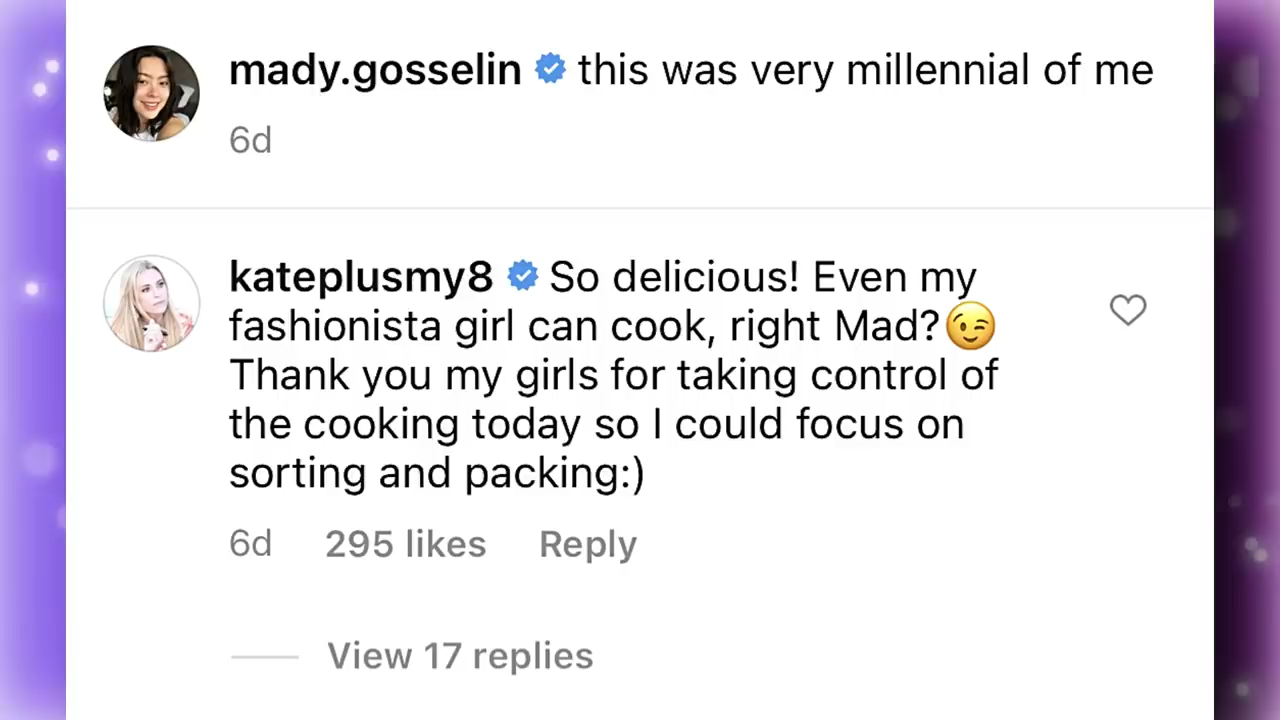 mady.gosselin this was very millennial of me
6d
kateplusmy8 So delicious! Even my
fashionista girl can cook, right Mad?😉
Thank you my girls for taking control of
the cooking today so I could focus on
sorting and packing:)
6d 295 likes Reply
View 17 replies